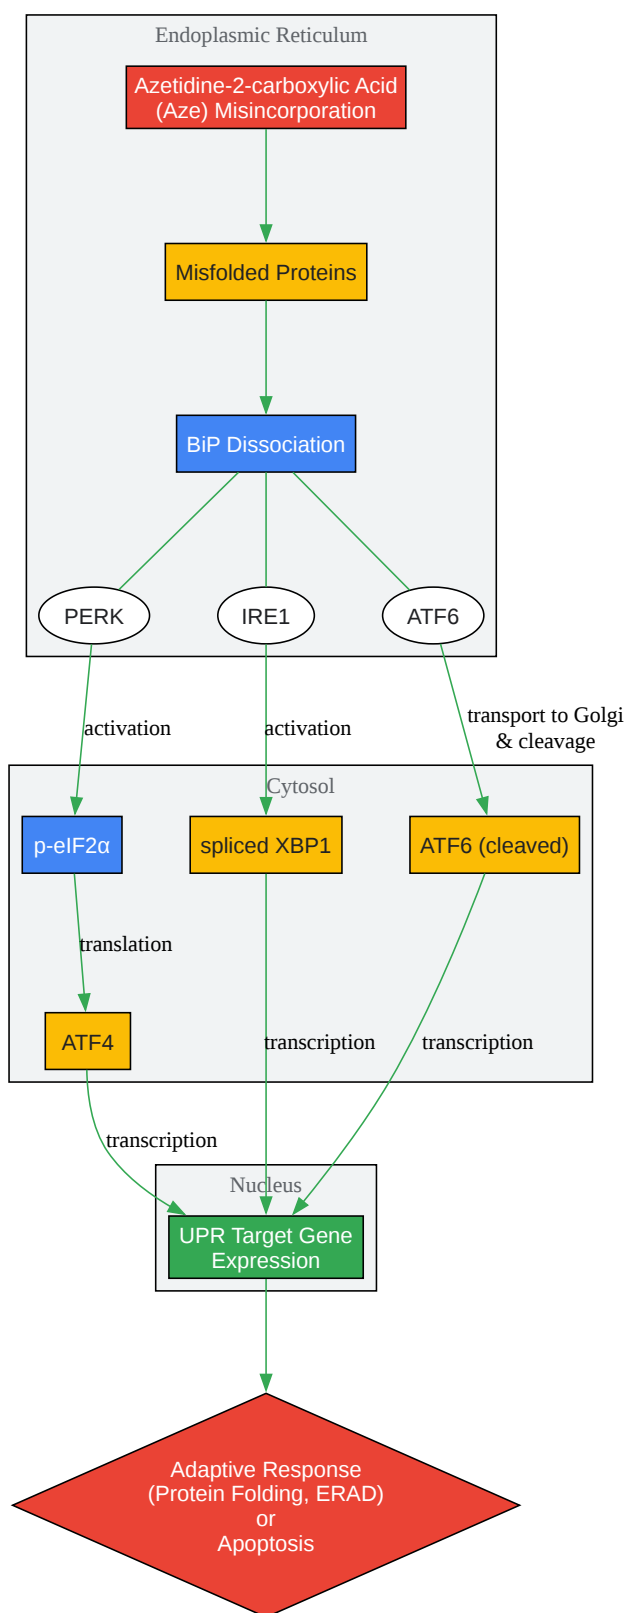 Endoplasmic Reticulum
Azetidine-2-carboxylic Acid
(Aze) Misincorporation
Misfolded Proteins
BiP Dissociation
PERK
IRE1
ATF6
activation
activation
transport to Golgi
& cleavage
Cytosol
p-eIF2α
spliced XBP1
ATF6 (cleaved)
translation
ATF4
transcription
transcription
transcription
Nucleus
UPR Target Gene
Expression
Adaptive Response
(Protein Folding, ERAD)
or
Apoptosis